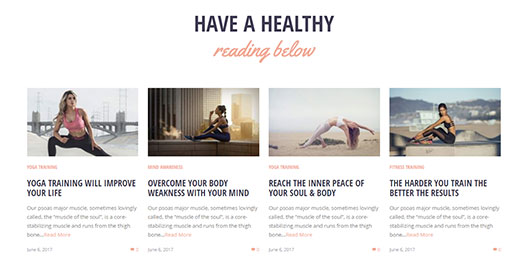 HAVE A HEALTHY
reading below
YOGA TRAINING
YOGA TRAINING WILL IMPROVE
YOUR LIFE
Our psoas major muscle, sometimes lovingly
called, the "muscle of the soul", is a core-
stabilizing muscle and runs from the thigh
bone...Read More
June 6, 2017
0
MIND AWARENESS
OVERCOME YOUR BODY
WEAKNESS WITH YOUR MIND
Our psoas major muscle, sometimes lovingly
called, the "muscle of the soul", is a core-
stabilizing muscle and runs from the thigh
bone...Read More
June 6, 2017
0
YOGA TRAINING
REACH THE INNER PEACE OF
YOUR SOUL & BODY
Our psoas major muscle, sometimes lovingly
called, the "muscle of the soul", is a core-
stabilizing muscle and runs from the thigh
bone...Read More
June 6, 2017
0
FITNESS TRAINING
THE HARDER YOU TRAIN THE
BETTER THE RESULTS
Our psoas major muscle, sometimes lovingly
called, the "muscle of the soul", is a core-
stabilizing muscle and runs from the thigh
bone...Read More
June 6, 2017
0